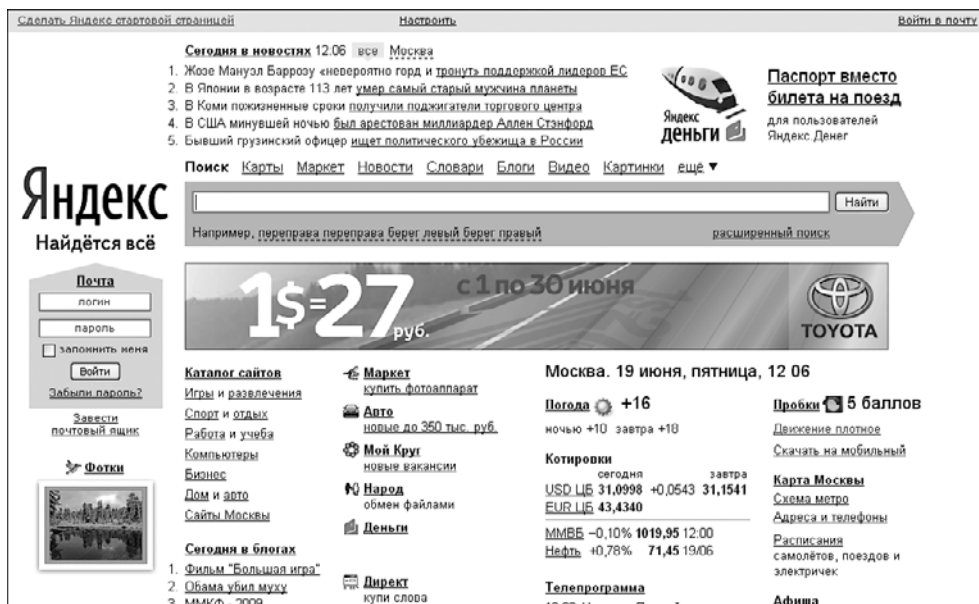 Сделать Яндекс стартовой страницей Настроить Войти в почту
Сегодня в новостях 12:06 все Москва
1. Жозе Мануэл Баррозу «невероятно горд и тронут» поддержкой лидеров ЕС
2. В Японии в возрасте 113 лет умер самый старый мужчина планеты
3. В Коми пожизненные сроки получили поджигатели торгового центра
4. В США минувшей ночью был арестован миллиардер Аллен Стэнфорд
5. Бывший грузинский офицер ищет политического убежища в России
Яндекс
деньги
Паспорт вместо
билета на поезд
для пользователей
Яндекс.Денег
Яндекс
Найдётся всё
Поиск Карты Маркет Новости Словари Блоги Видео Картинки ещё ▼
Найти
Например, переправа переправа берег левый берег правый расширенный поиск
Почта
логин
пароль
запомнить меня
Войти
Забыли пароль?
Завести
почтовый ящик
Фотки
1$=27 руб.
с 1 по 30 июня
TOYOTA
Каталог сайтов
Игры и развлечения
Спорт и отдых
Работа и учеба
Компьютеры
Бизнес
Дом и авто
Сайты Москвы
Сегодня в блогах
1. Фильм "Большая игра"
2. Обама убил муху
3. ММКФ - 2009
Маркет
купить фотоаппарат
Авто
новые до 350 тыс. руб.
Мой Круг
новые вакансии
Народ
обмен файлами
Деньги
Директ
купи слова
Москва. 19 июня, пятница, 12 06
Погода +16
ночью +10 завтра +18
Котировки
сегодня завтра
USD ЦБ 31,0998 +0,0543 31,1541
EUR ЦБ 43,4340
ММВБ −0,10% 1019,95 12:00
Нефть +0,78% 71,45 19/06
Телепрограмма
Пробки 5 баллов
Движение плотное
Скачать на мобильный
Карта Москвы
Схема метро
Адреса и телефоны
Расписания
самолётов, поездов и
электричек
Афиша